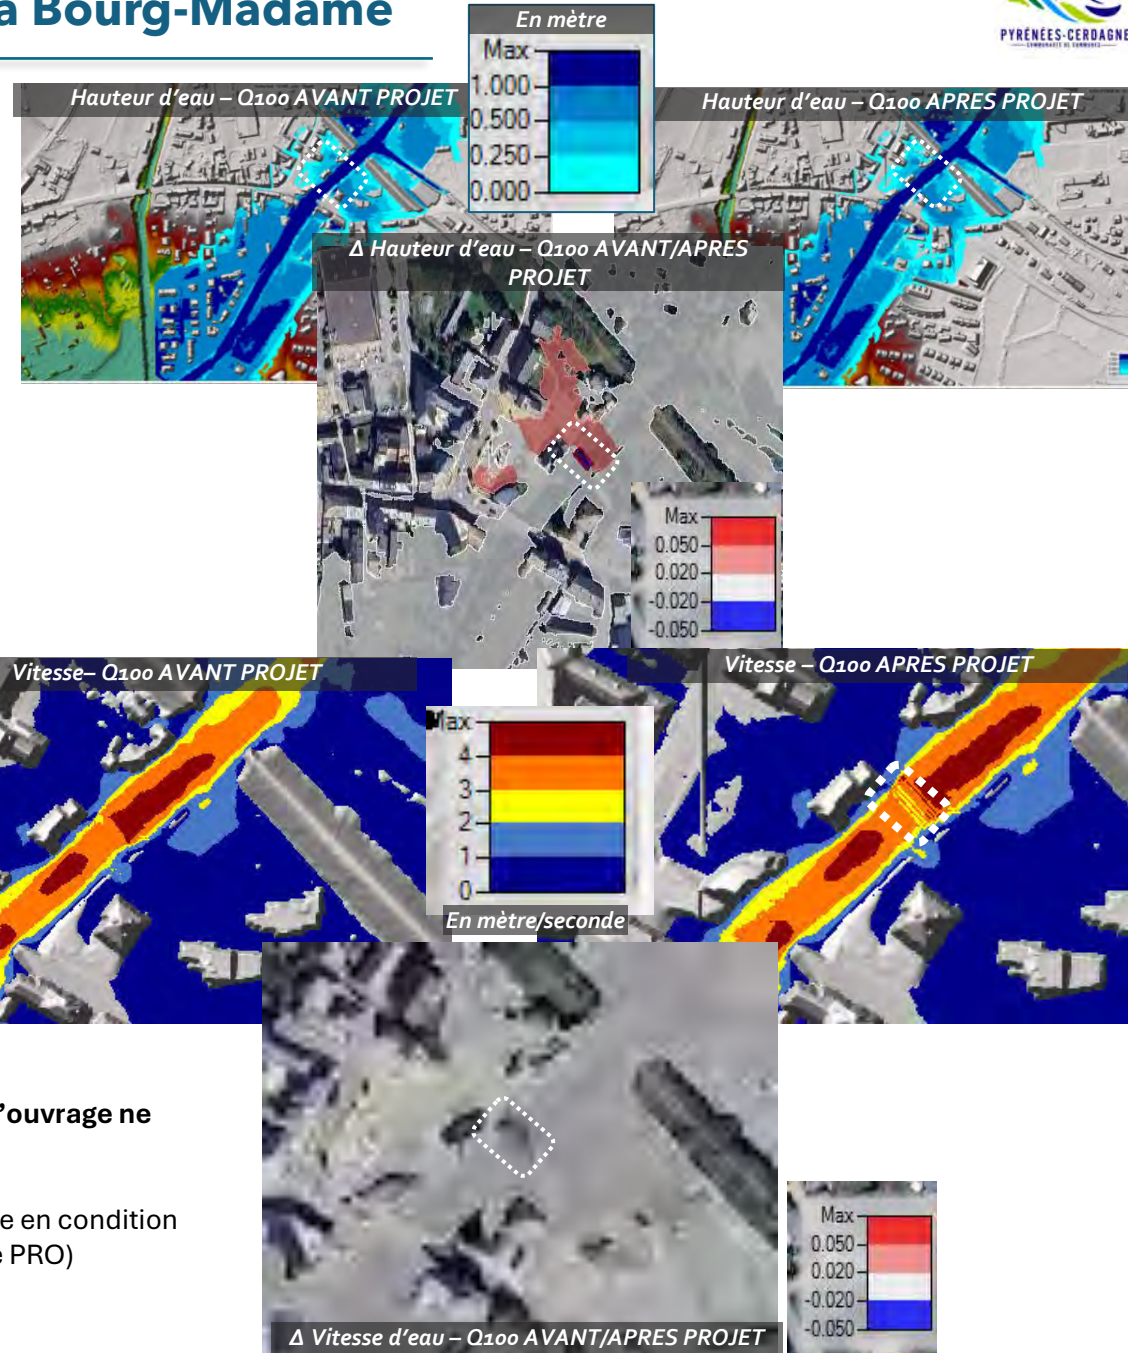 à Bourg-Madame
PYRÉNÉES-CERDAGNE
COMMUNAUTÉ DE COMMUNES
En mètre
Max
1.000
0.500
0.250
0.000
Hauteur d'eau – Q100 AVANT PROJET
Hauteur d'eau – Q100 APRES PROJET
Δ Hauteur d'eau – Q100 AVANT/APRES
PROJET
Max
0.050
0.020
-0.020
-0.050
Vitesse– Q100 AVANT PROJET
Vitesse – Q100 APRES PROJET
Max
4
3
2
1
0
En mètre/seconde
'ouvrage ne
e en condition
e PRO)
Max
0.050
0.020
-0.020
-0.050
Δ Vitesse d'eau – Q100 AVANT/APRES PROJET